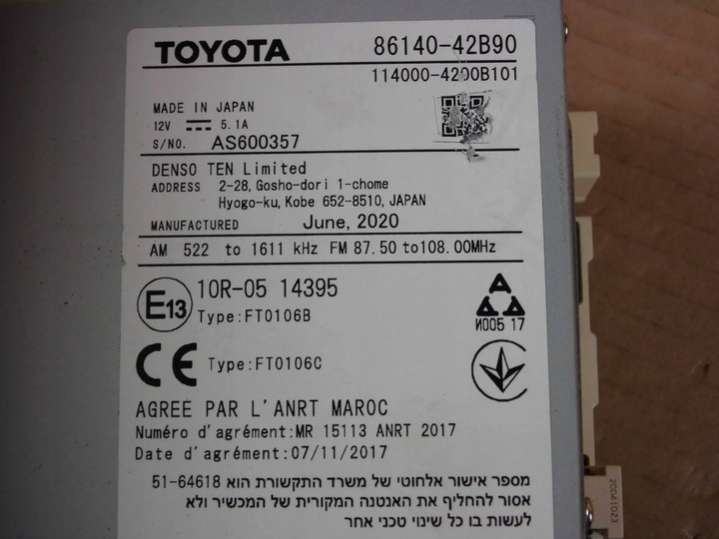 TOYOTA 86140-42B90
114000-4200B101
MADE IN JAPAN
12V 5.1A
S/NO. AS600357
DENSO TEN Limited
ADDRESS 2-28, Gosho-dori 1-chome
Hyogo-ku, Kobe 652-8510, JAPAN
MANUFACTURED June, 2020
AM 522 to 1611 kHz FM 87.50 to108.00MHz
E13 10R-05 14395
Type:FT0106B
И005 17
CE Type:FT0106C
AGREE PAR L'ANRT MAROC
Numéro d'agrément:MR 15113 ANRT 2017
Date d'agrément:07/11/2017
מספר אישור אלחוטי של משרד התקשורת הוא 51-64618
אסור להחליף את האנטנה המקורית של המכשיר ולא
לעשות בו כל שינוי טכני אחר
20041023